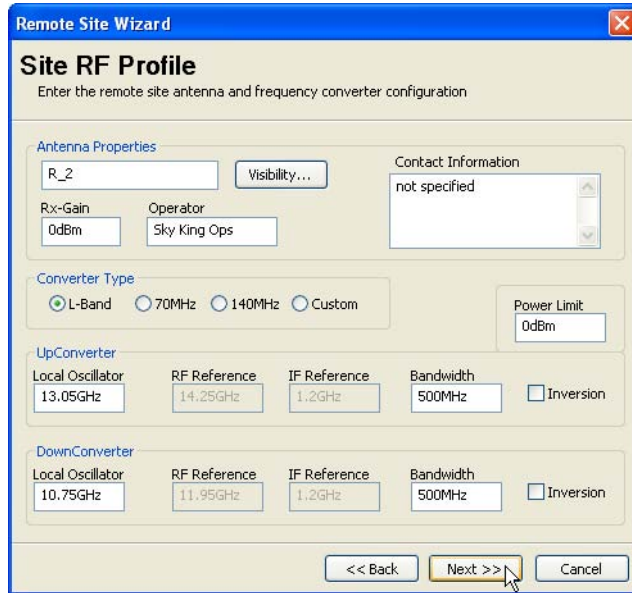 Remote Site Wizard
Site RF Profile
Enter the remote site antenna and frequency converter configuration
Antenna Properties
R_2
Visibility...
Contact Information
not specified
Rx-Gain
Operator
0dBm
Sky King Ops
Converter Type
L-Band
70MHz
140MHz
Custom
Power Limit
0dBm
UpConverter
Local Oscillator
RF Reference
IF Reference
Bandwidth
13.05GHz
14.25GHz
1.2GHz
500MHz
Inversion
DownConverter
Local Oscillator
RF Reference
IF Reference
Bandwidth
10.75GHz
11.95GHz
1.2GHz
500MHz
Inversion
<< Back
Next >>
Cancel